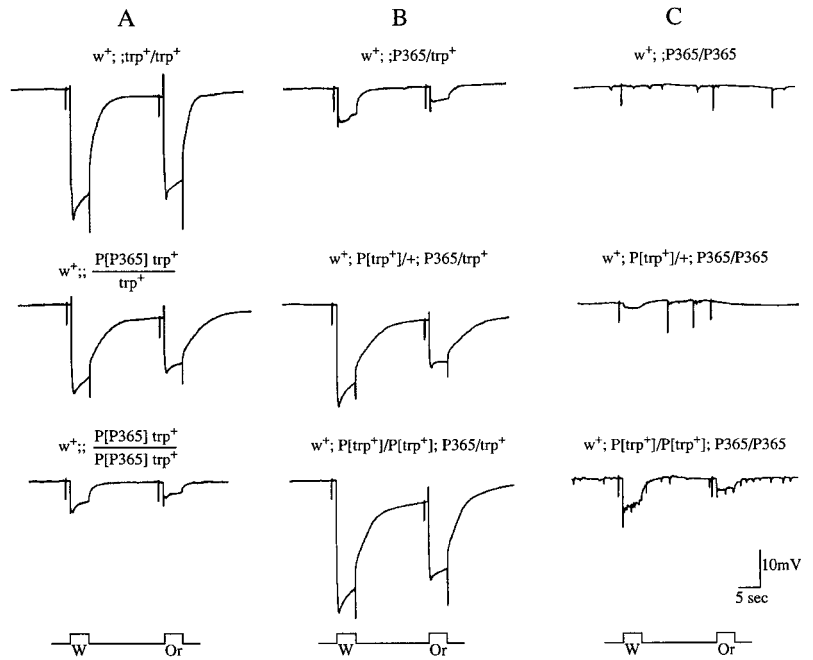 A
B
C
w+; ;trp+/trp+
w+; ;P365/trp+
w+; ;P365/P365
w+;; P[P365] trp+
trp+
w+; P[trp+]/+; P365/trp+
w+; P[trp+]/+; P365/P365
w+;; P[P365] trp+
P[P365] trp+
w+; P[trp+]/P[trp+]; P365/trp+
w+; P[trp+]/P[trp+]; P365/P365
10mV
5 sec
W
Or
W
Or
W
Or